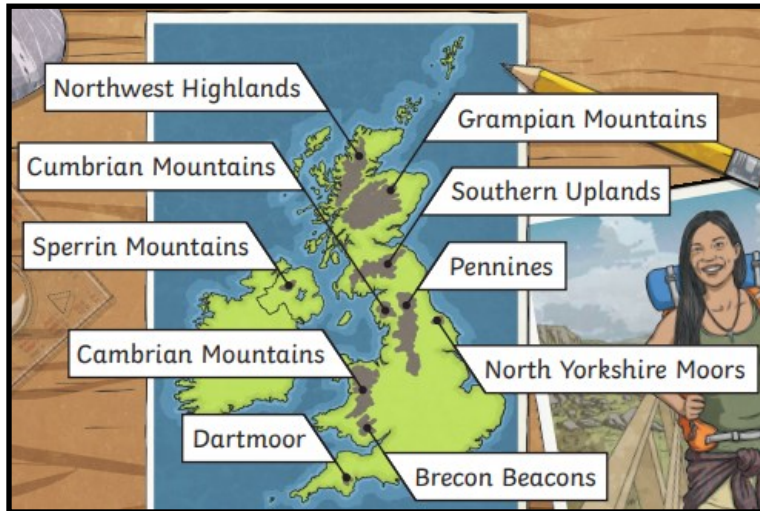 Northwest Highlands
Grampian Mountains
Cumbrian Mountains
Southern Uplands
Sperrin Mountains
Pennines
Cambrian Mountains
North Yorkshire Moors
Dartmoor
Brecon Beacons